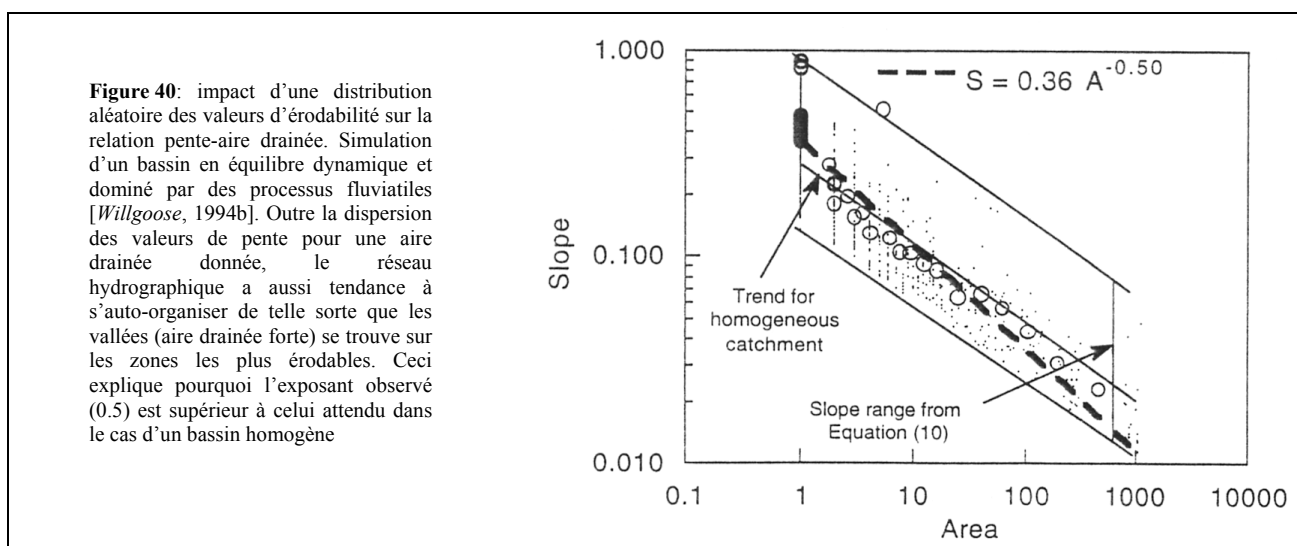 Figure 40: impact d’une distribution
aléatoire des valeurs d’érodabilité sur la
relation pente-aire drainée. Simulation
d’un bassin en équilibre dynamique et
dominé par des processus fluviatiles
[Willgoose, 1994b]. Outre la dispersion
des valeurs de pente pour une aire
drainée donnée, le réseau
hydrographique a aussi tendance à
s’auto-organiser de telle sorte que les
vallées (aire drainée forte) se trouve sur
les zones les plus érodables. Ceci
explique pourquoi l’exposant observé
(0.5) est supérieur à celui attendu dans
le cas d’un bassin homogène
1.000
S = 0.36 A^-0.50
0.100
Slope
Trend for
homogeneous
catchment
Slope range from
Equation (10)
0.010
0.1 1 10 100 1000 10000
Area